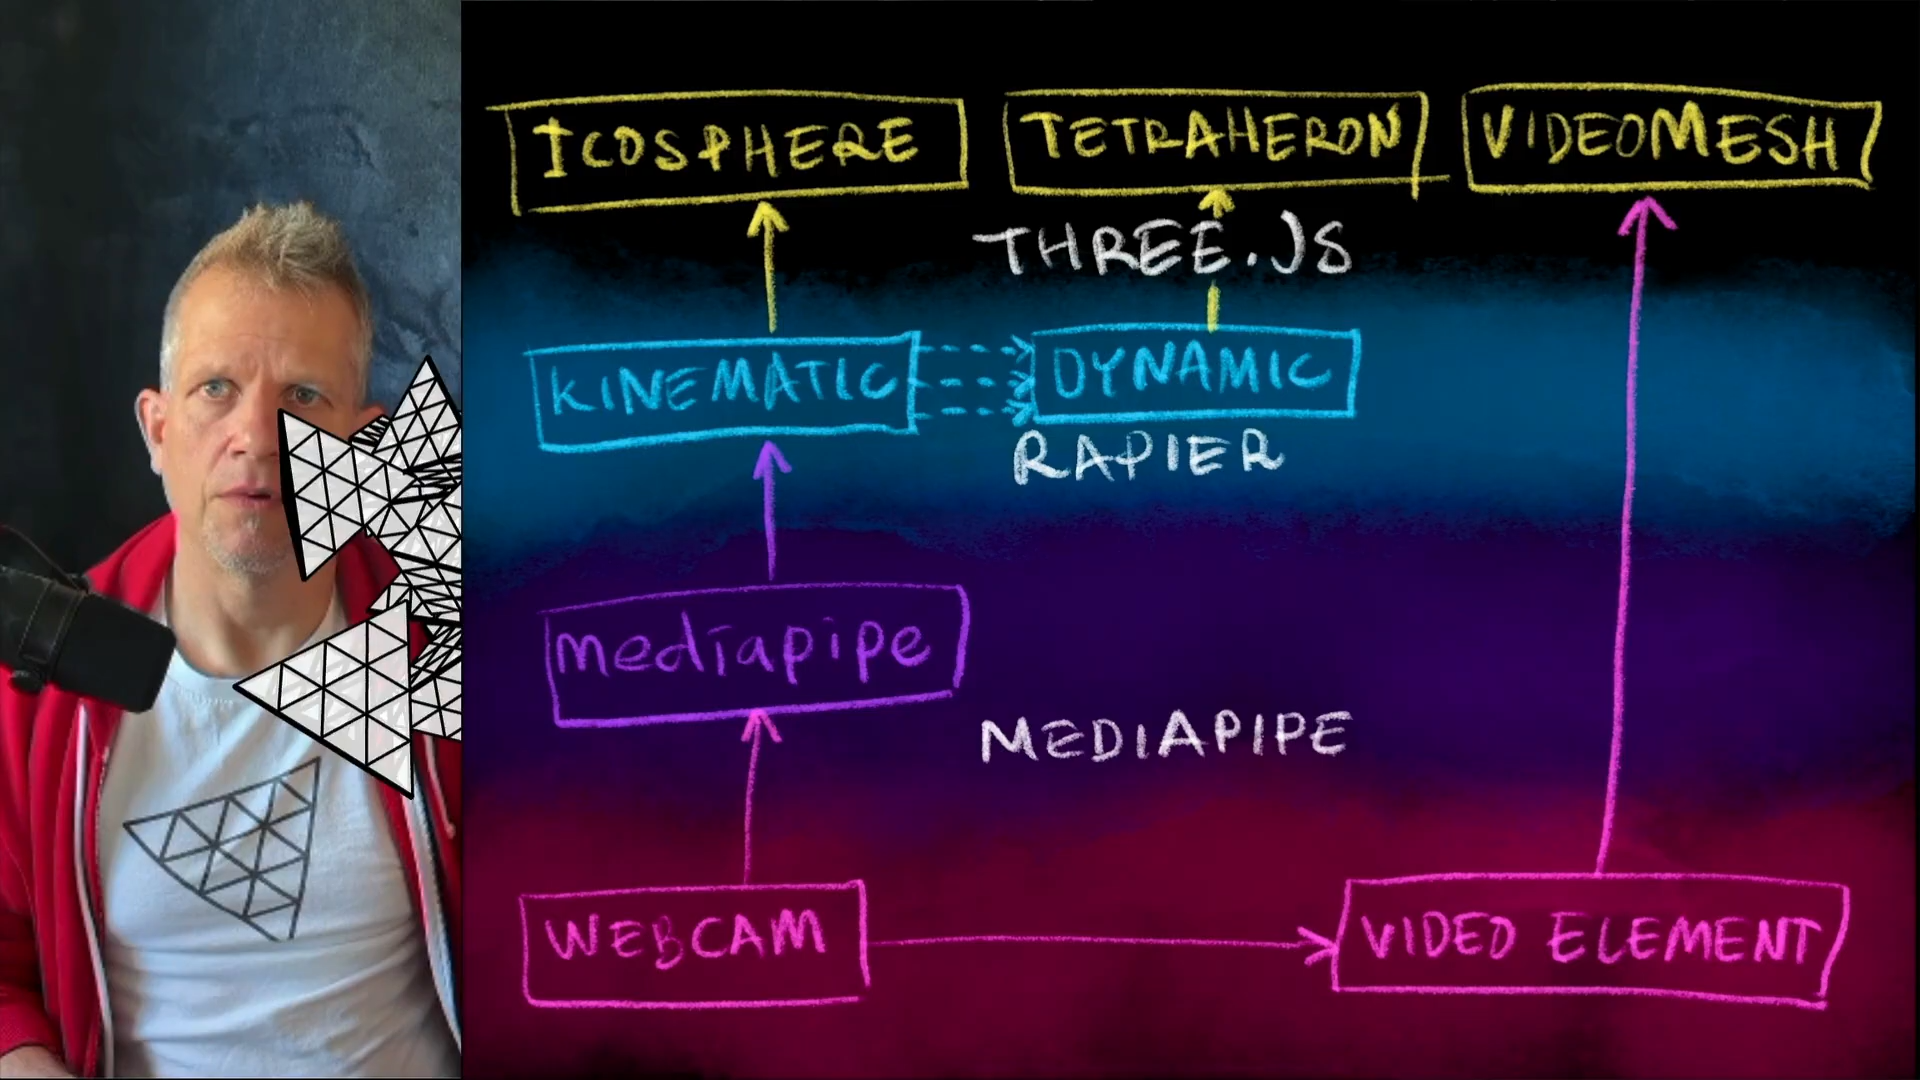 ICOSPHERE
TETRAHERON
VIDEOMESH
THREE.JS
KINEMATIC
DYNAMIC
RAPIER
mediapipe
MEDIAPIPE
WEBCAM
VIDEO ELEMENT